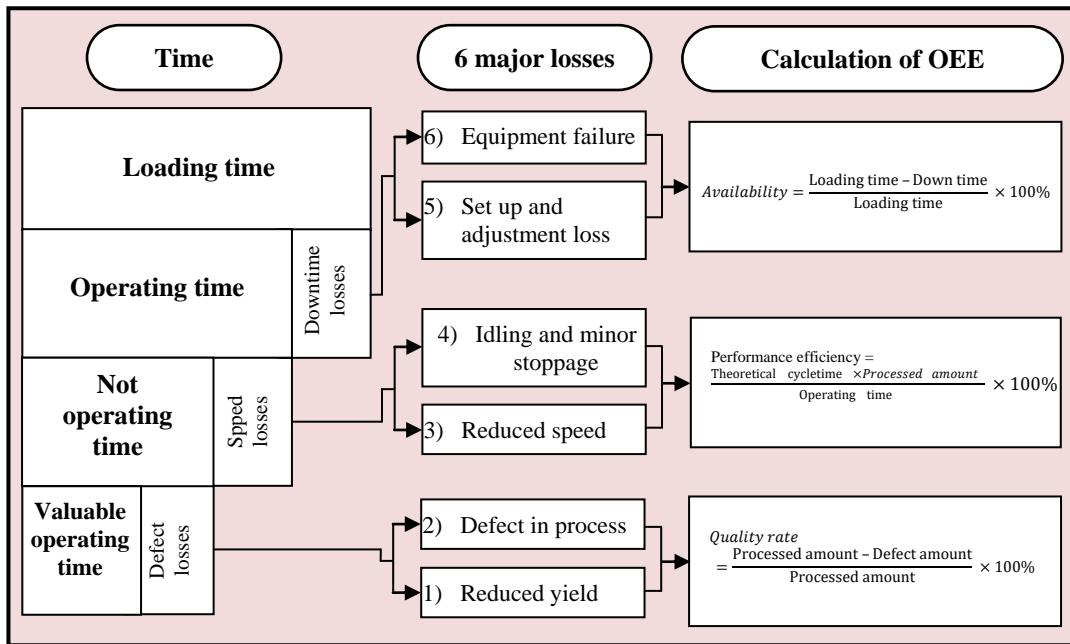 Time
6 major losses
Calculation of OEE
Loading time
Operating time
Downtime
losses
Not
operating
time
Spped
losses
Valuable
operating
time
Defect
losses
6) Equipment failure
5) Set up and
adjustment loss
4) Idling and minor
stoppage
3) Reduced speed
2) Defect in process
1) Reduced yield
Availability = Loading time – Down time / Loading time × 100%
Performance efficiency =
Theoretical cycletime ×Processed amount / Operating time × 100%
Quality rate
= Processed amount – Defect amount / Processed amount × 100%